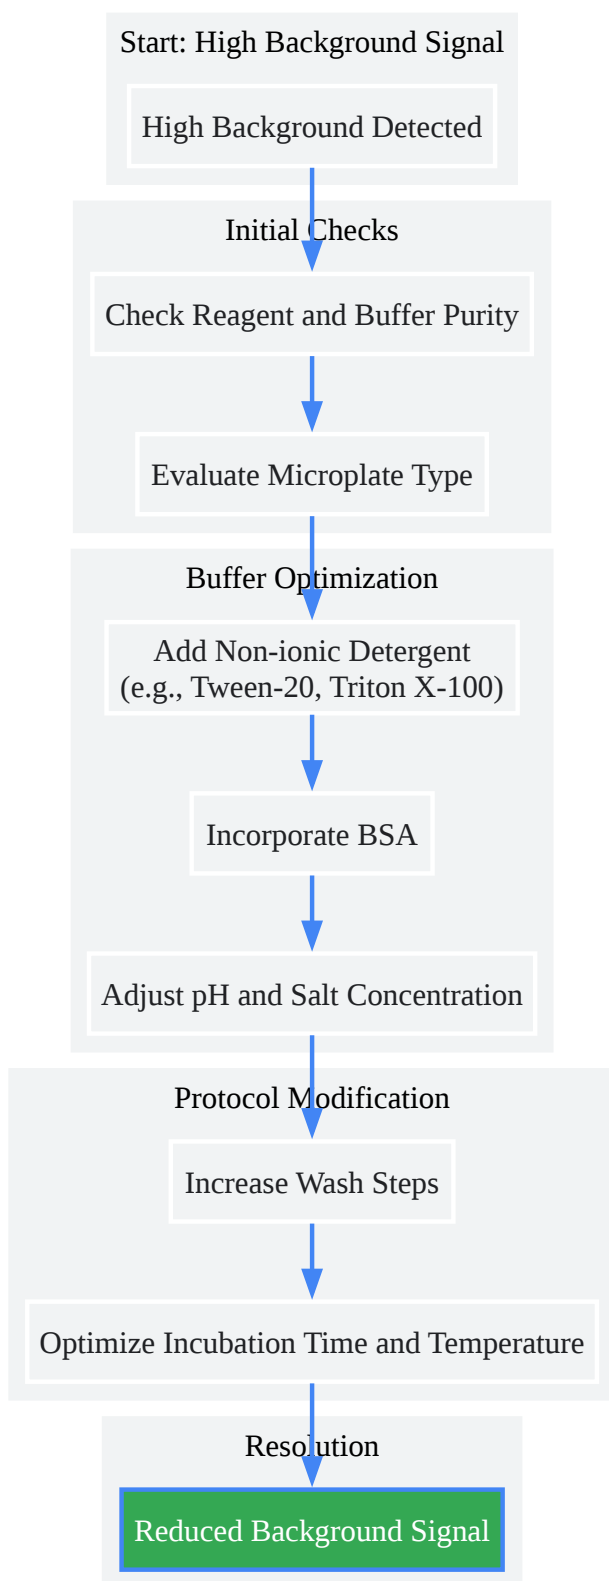 Start: High Background Signal
High Background Detected
Initial Checks
Check Reagent and Buffer Purity
Evaluate Microplate Type
Buffer Optimization
Add Non-ionic Detergent
(e.g., Tween-20, Triton X-100)
Incorporate BSA
Adjust pH and Salt Concentration
Protocol Modification
Increase Wash Steps
Optimize Incubation Time and Temperature
Resolution
Reduced Background Signal